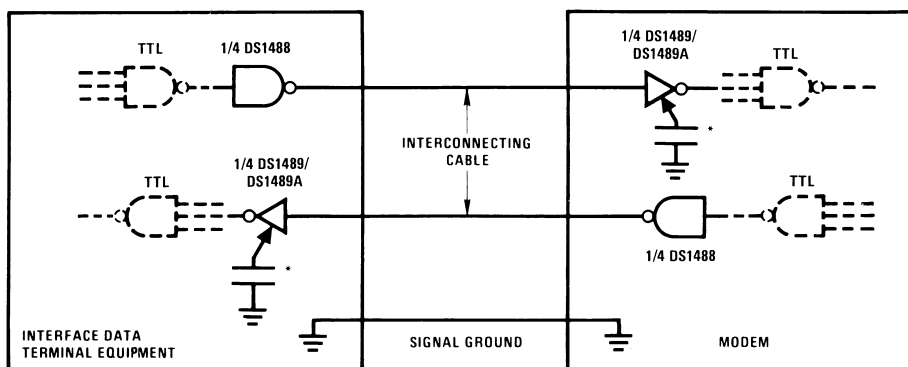 TTL
1/4 DS1488
1/4 DS1489/
DS1489A
TTL
*
INTERCONNECTING
CABLE
1/4 DS1489/
DS1489A
TTL
*
TTL
1/4 DS1488
INTERFACE DATA
TERMINAL EQUIPMENT
SIGNAL GROUND
MODEM